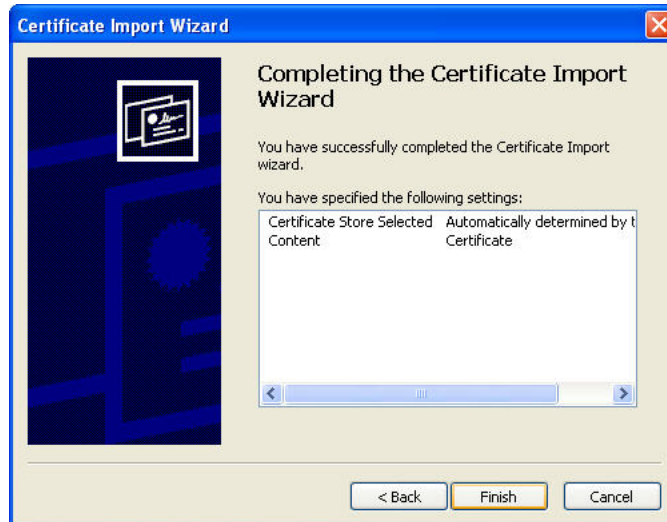 Certificate Import Wizard
Completing the Certificate Import
Wizard
You have successfully completed the Certificate Import
wizard.
You have specified the following settings:
Certificate Store Selected Automatically determined by t
Content Certificate
< Back Finish Cancel